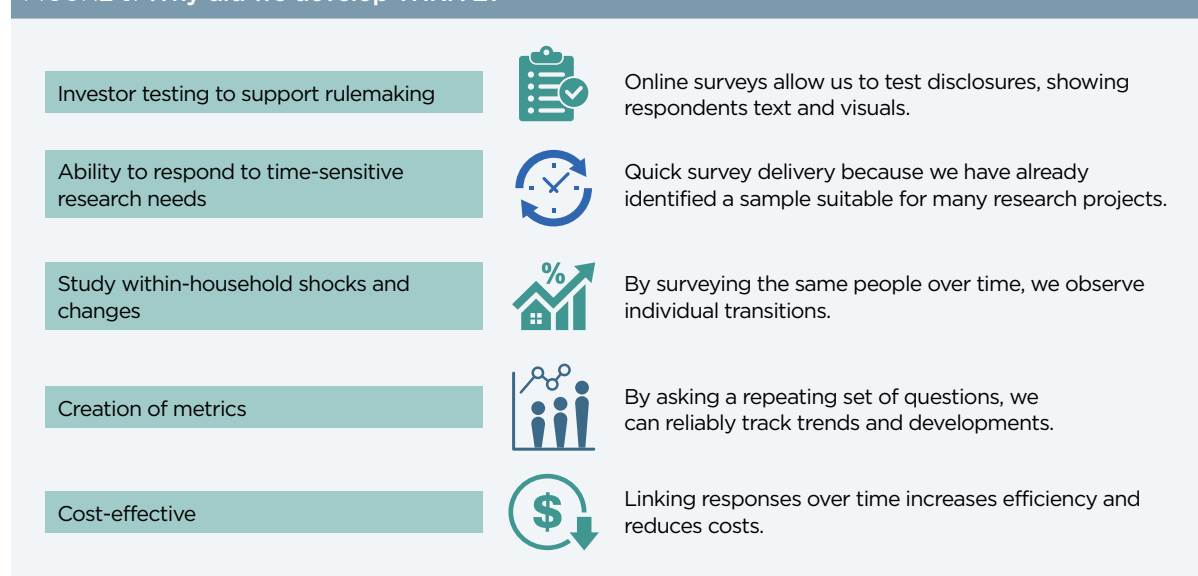 Investor testing to support rulemaking
Online surveys allow us to test disclosures, showing
respondents text and visuals.
Ability to respond to time-sensitive
research needs
Quick survey delivery because we have already
identified a sample suitable for many research projects.
Study within-household shocks and
changes
%
By surveying the same people over time, we observe
individual transitions.
Creation of metrics
By asking a repeating set of questions, we
can reliably track trends and developments.
Cost-effective
$
Linking responses over time increases efficiency and
reduces costs.